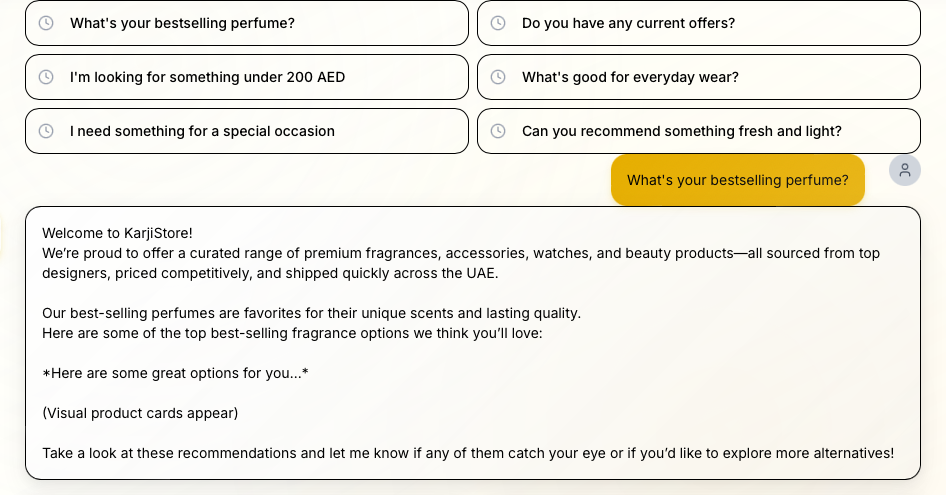 What's your bestselling perfume?
Do you have any current offers?
I'm looking for something under 200 AED
What's good for everyday wear?
I need something for a special occasion
Can you recommend something fresh and light?
What's your bestselling perfume?
Welcome to KarjiStore!
We’re proud to offer a curated range of premium fragrances, accessories, watches, and beauty products—all sourced from top
designers, priced competitively, and shipped quickly across the UAE.
Our best-selling perfumes are favorites for their unique scents and lasting quality.
Here are some of the top best-selling fragrance options we think you’ll love:
*Here are some great options for you...*
(Visual product cards appear)
Take a look at these recommendations and let me know if any of them catch your eye or if you’d like to explore more alternatives!